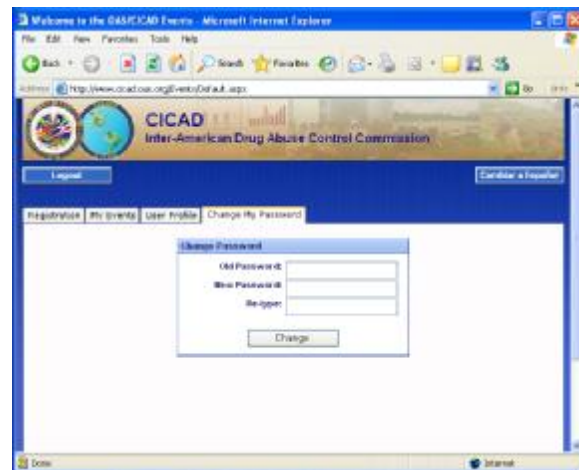 Welcome to the OAS/CICAD Events - Microsoft Internet Explorer
File Edit View Favorites Tools Help
Back Search Favorites
Address http://www.cicad.oas.org/Events/Default.aspx Go Links
CICAD
Inter-American Drug Abuse Control Commission
Logout Cambiar a Español
Registration My Events User Profile Change My Password
Change Password
Old Password:
New Password:
Re-type:
Change
Done Internet